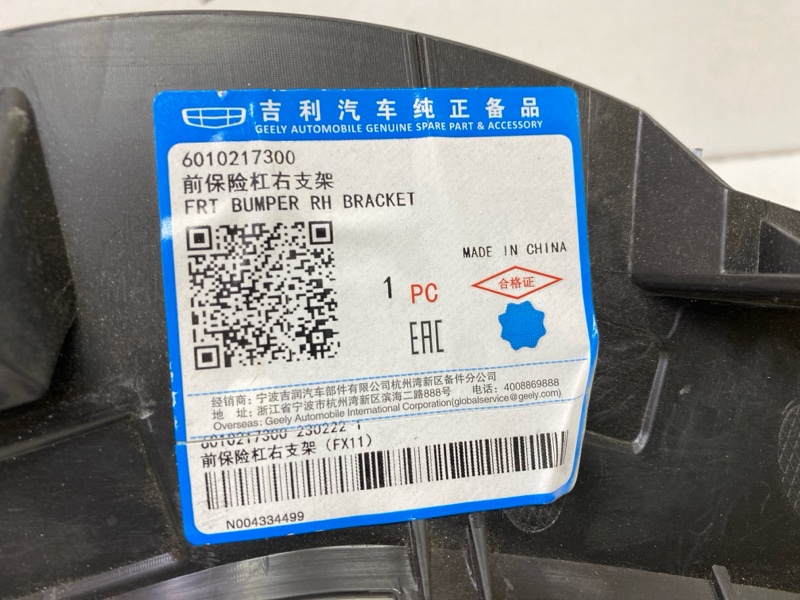 吉利汽车纯正备品
GEELY AUTOMOBILE GENUINE SPARE PART & ACCESSORY
6010217300
前保险杠右支架
FRT BUMPER RH BRACKET
MADE IN CHINA
1 PC
合格证
EAC
经销商：宁波吉润汽车部件有限公司杭州湾新区备件分公司
地 址：浙江省宁波市杭州湾新区滨海二路888号 电话：4008869888
Overseas: Geely Automobile International Corporation(globalservice@geely.com)
6010217300 230222 F
前保险杠右支架（FX11）
N004334499